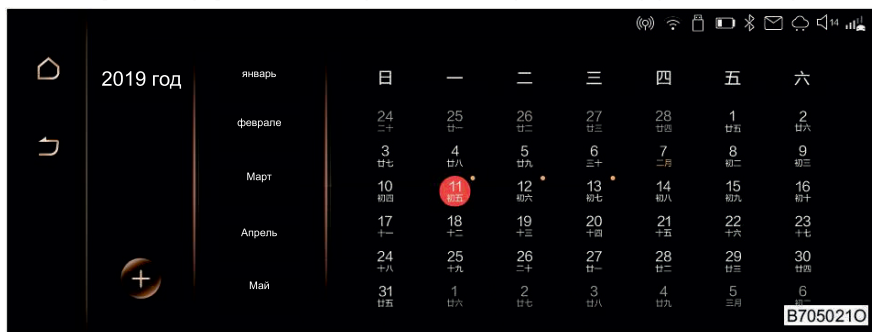 14
2019 год
январь
феврале
Март
Апрель
Май
日 一 二 三 四 五 六
24 25 26 27 28 1 2
二十 廿一 廿二 廿三 廿四 廿五 廿六
3 4 5 6 7 8 9
廿七 廿八 廿九 三十 二月 初二 初三
10 11 12 13 14 15 16
初四 初五 初六 初七 初八 初九 初十
17 18 19 20 21 22 23
十一 十二 十三 十四 十五 十六 十七
24 25 26 27 28 29 30
十八 十九 二十 廿一 廿二 廿三 廿四
31 1 2 3 4 5 6
廿五 廿六 廿七 廿八 廿九 三月
B705021O